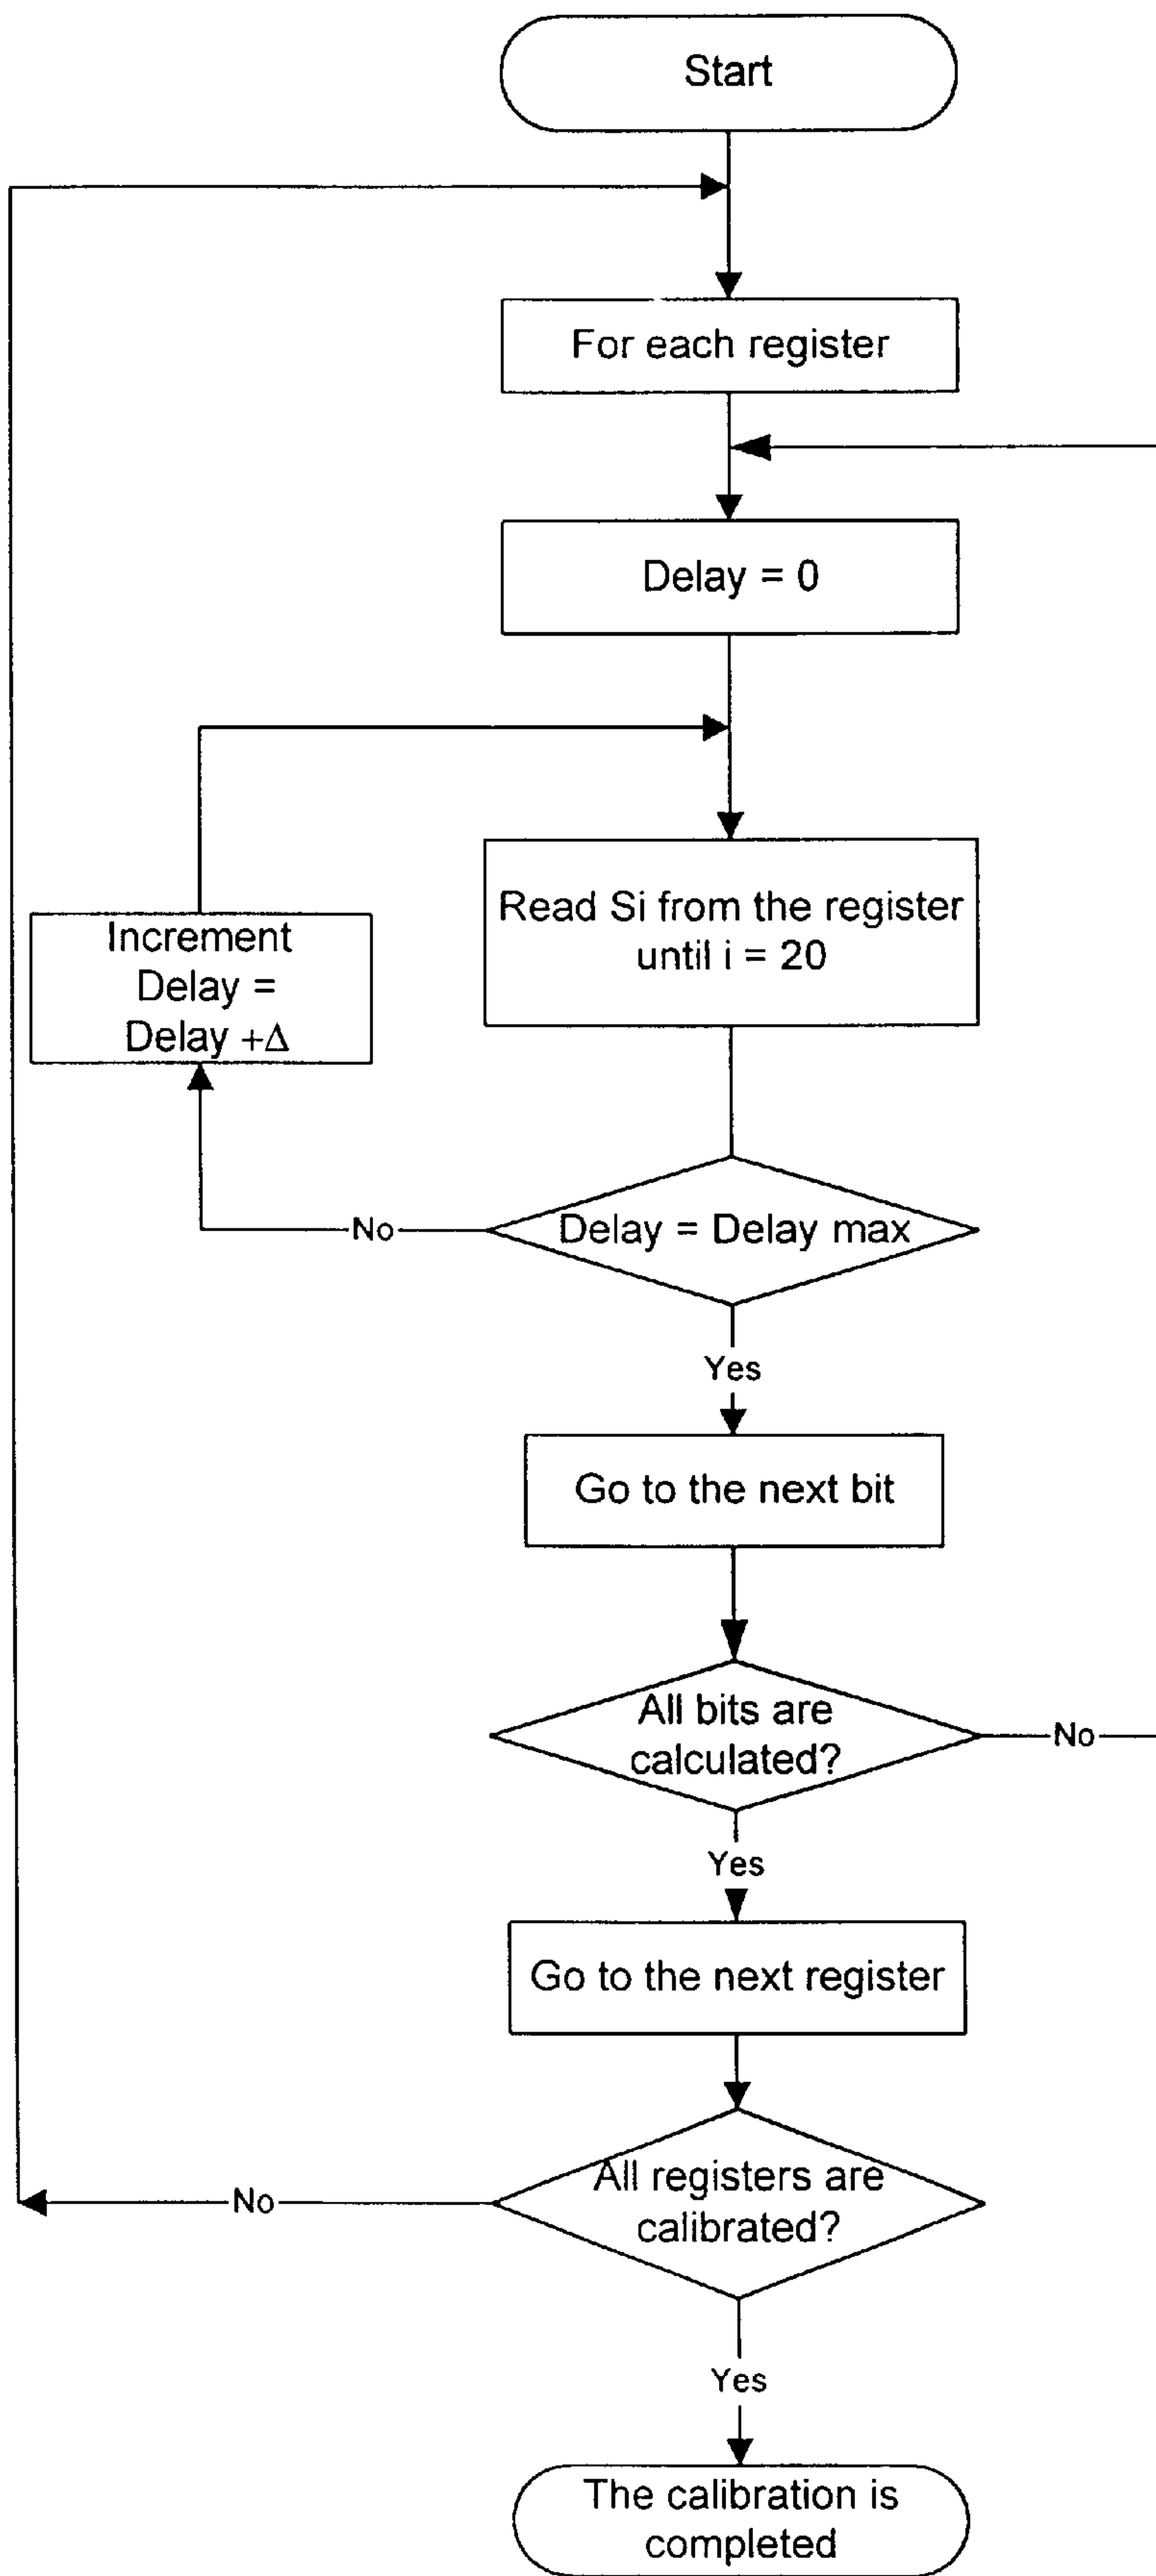 Start
For each register
Delay = 0
Read Si from the register
until i = 20
Increment
Delay =
Delay +Δ
Delay = Delay max
No
Yes
Go to the next bit
All bits are
calculated?
No
Yes
Go to the next register
All registers are
calibrated?
No
Yes
The calibration is
completed